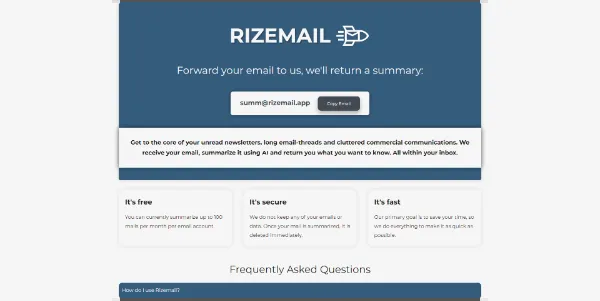 RIZEMAIL
Forward your email to us, we'll return a summary:
summ@rizemail.app
Copy Email
Get to the core of your unread newsletters, long email-threads and cluttered commercial communications. We
receive your email, summarize it using AI and return you what you want to know. All within your inbox.
It's free
You can currently summarize up to 100
mails per month per email account.
It's secure
We do not keep any of your emails or
data. Once your mail is summarized, it is
deleted immediately.
It's fast
Our primary goal is to save your time, so
we do everything to make it as quick as
possible.
Frequently Asked Questions
How do I use Rizemail?